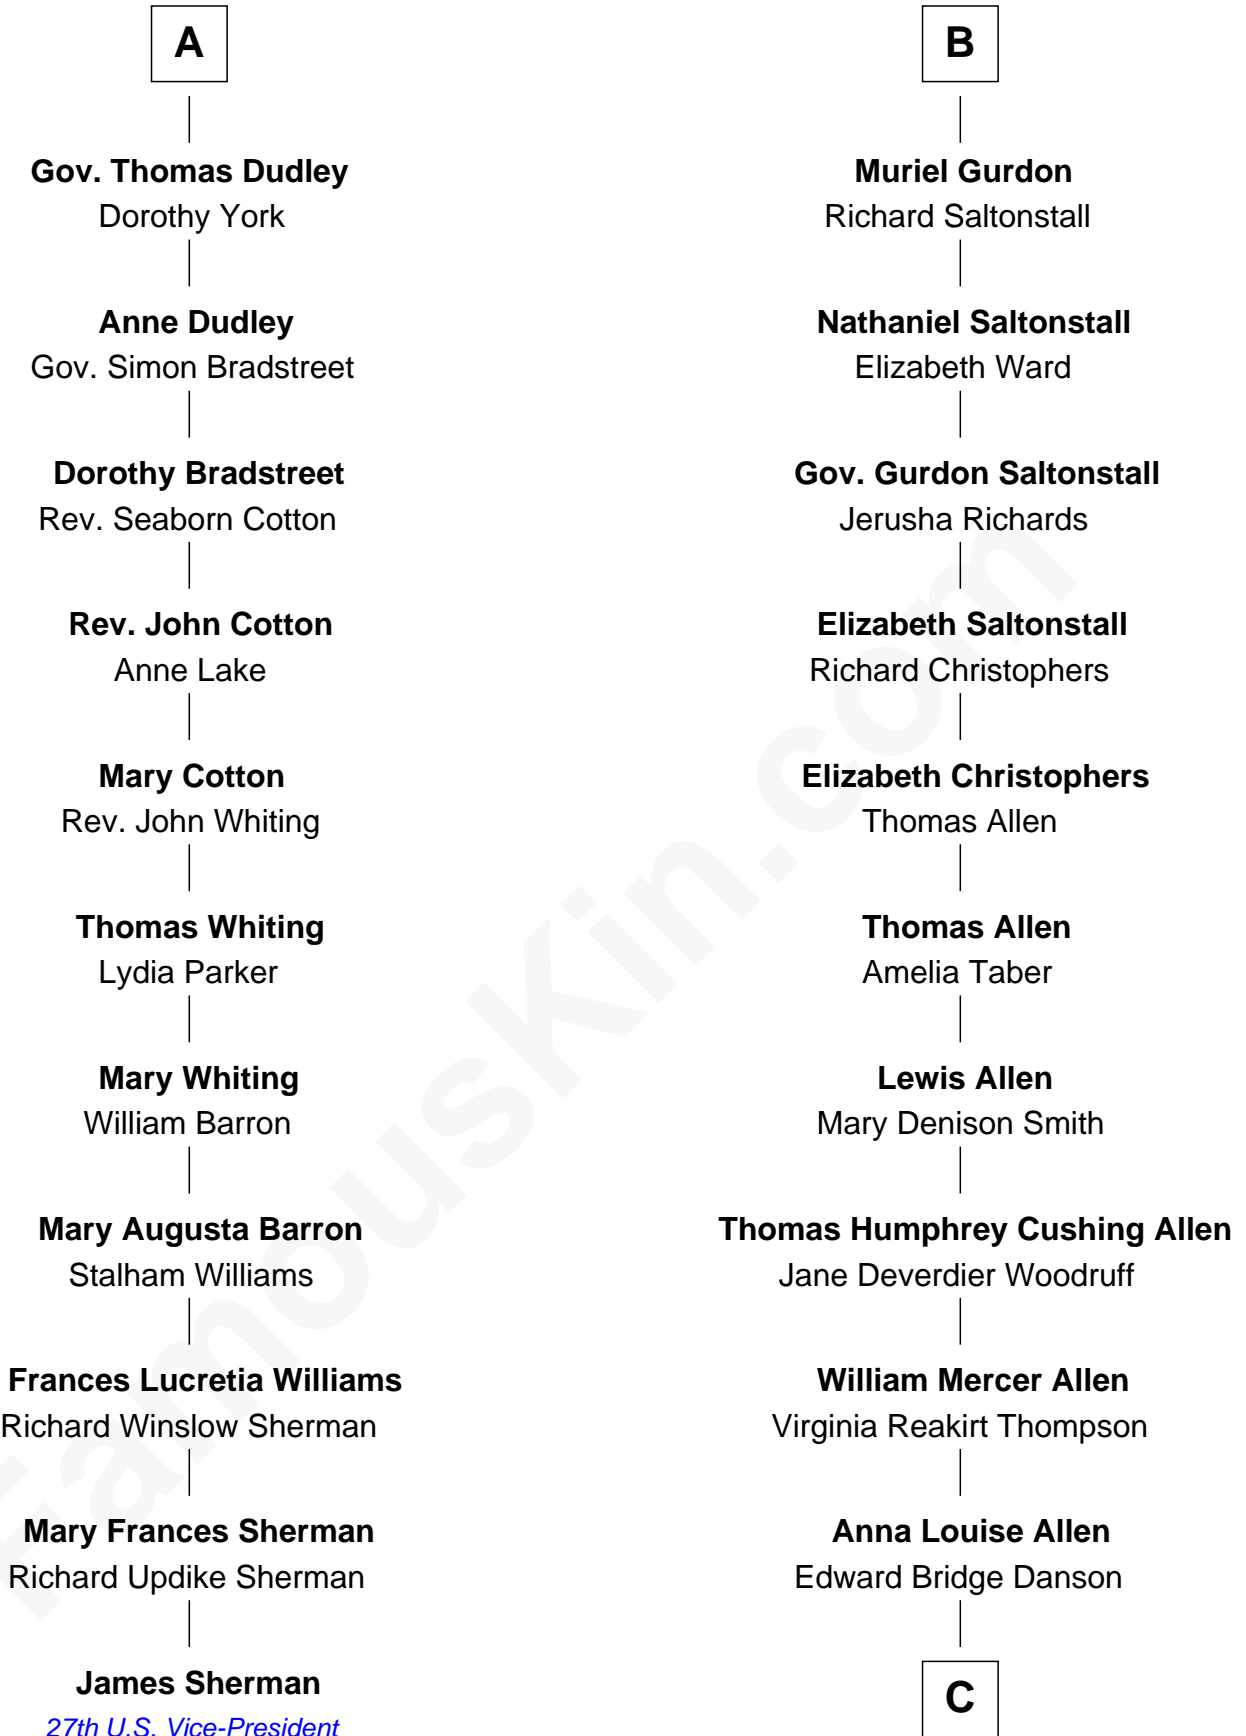 A
Gov. Thomas Dudley
Dorothy York
Anne Dudley
Gov. Simon Bradstreet
Dorothy Bradstreet
Rev. Seaborn Cotton
Rev. John Cotton
Anne Lake
Mary Cotton
Rev. John Whiting
Thomas Whiting
Lydia Parker
Mary Whiting
William Barron
Mary Augusta Barron
Stalham Williams
Frances Lucretia Williams
Richard Winslow Sherman
Mary Frances Sherman
Richard Updike Sherman
James Sherman
27th U.S. Vice-President
B
Muriel Gurdon
Richard Saltonstall
Nathaniel Saltonstall
Elizabeth Ward
Gov. Gurdon Saltonstall
Jerusha Richards
Elizabeth Saltonstall
Richard Christophers
Elizabeth Christophers
Thomas Allen
Thomas Allen
Amelia Taber
Lewis Allen
Mary Denison Smith
Thomas Humphrey Cushing Allen
Jane Deverdier Woodruff
William Mercer Allen
Virginia Reakirt Thompson
Anna Louise Allen
Edward Bridge Danson
C
FamousKin.com